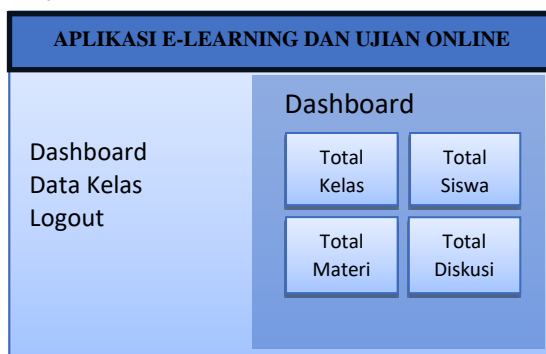 APLIKASI E-LEARNING DAN UJIAN ONLINE
Dashboard
Data Kelas
Logout
Dashboard
Total
Kelas
Total
Siswa
Total
Materi
Total
Diskusi